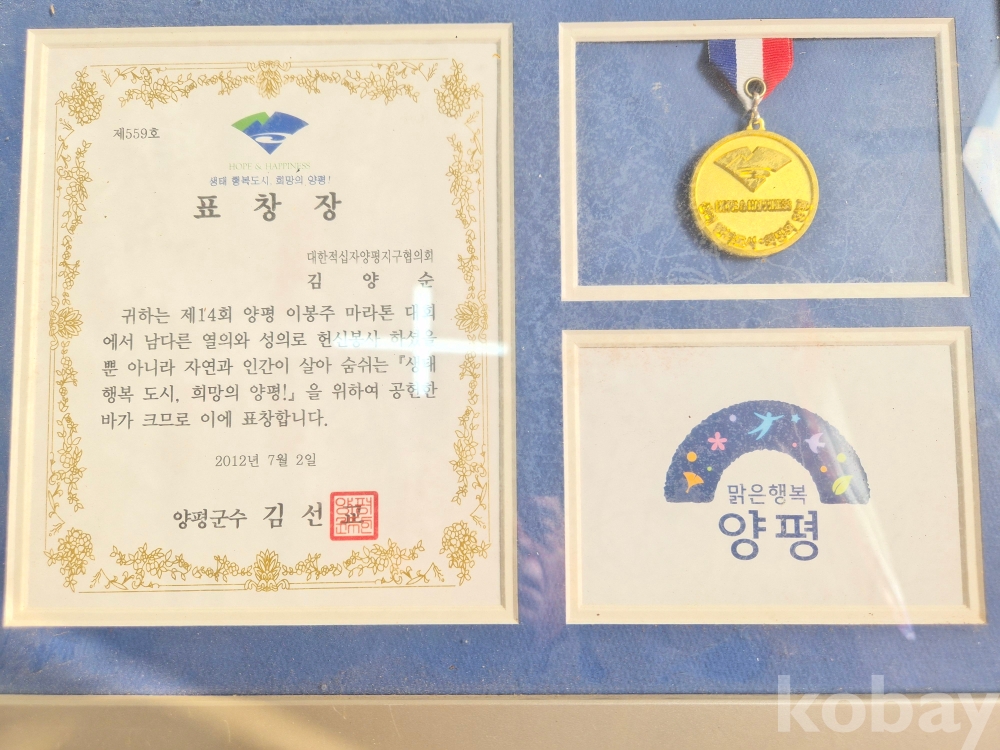 제559호
HOPE & HAPPINESS
생태 행복도시, 희망의 양평!
표 창 장
대한적십자양평지구협의회
김 양 순
귀하는 제14회 양평 이봉주 마라톤 대회
에서 남다른 열의와 성의로 헌신봉사 하셨을
뿐 아니라 자연과 인간이 살아 숨쉬는 『생태
행복 도시, 희망의 양평!』을 위하여 공헌한
바가 크므로 이에 표창합니다.
2012년 7월 2일
양평군수 김 선 교
HOPE & HAPPINESS
맑은행복
양평
kobay